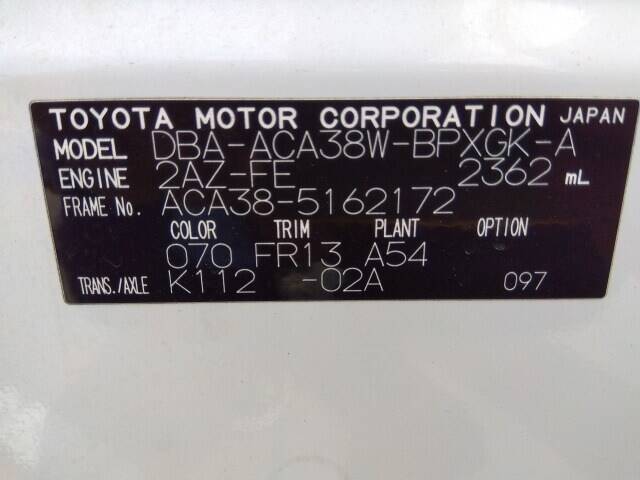 TOYOTA MOTOR CORPORATION JAPAN
MODEL DBA-ACA38W-BPXGK-A
ENGINE 2AZ-FE 2362 mL
FRAME No. ACA38-5162172
COLOR TRIM PLANT OPTION
070 FR13 A54
TRANS./AXLE K112 -02A 097